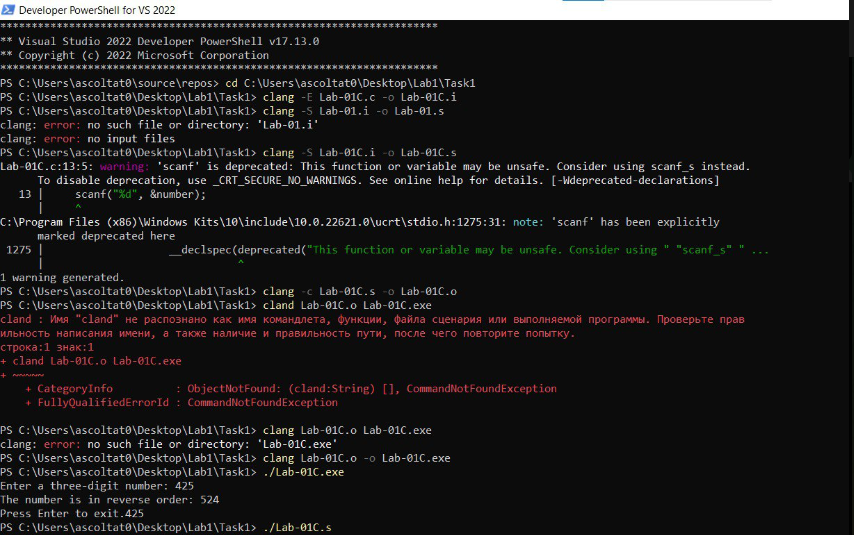 Developer PowerShell for VS 2022
**********************************************************************
** Visual Studio 2022 Developer PowerShell v17.13.0
** Copyright (c) 2022 Microsoft Corporation
**********************************************************************
PS C:\Users\ascoltat0\source\repos> cd C:\Users\ascoltat0\Desktop\Lab1\Task1
PS C:\Users\ascoltat0\Desktop\Lab1\Task1> clang -E Lab-01C.c -o Lab-01C.i
PS C:\Users\ascoltat0\Desktop\Lab1\Task1> clang -S Lab-01.i -o Lab-01.s
clang: error: no such file or directory: 'Lab-01.i'
clang: error: no input files
PS C:\Users\ascoltat0\Desktop\Lab1\Task1> clang -S Lab-01C.i -o Lab-01C.s
Lab-01C.c:13:5: warning: 'scanf' is deprecated: This function or variable may be unsafe. Consider using scanf_s instead.
To disable deprecation, use _CRT_SECURE_NO_WARNINGS. See online help for details. [-Wdeprecated-declarations]
13 | scanf("%d", &number);
| ^
C:\Program Files (x86)\Windows Kits\10\include\10.0.22621.0\ucrt\stdio.h:1275:31: note: 'scanf' has been explicitly
marked deprecated here
1275 | __declspec(deprecated("This function or variable may be unsafe. Consider using " "scanf_s" " ...
| ^
1 warning generated.
PS C:\Users\ascoltat0\Desktop\Lab1\Task1> clang -c Lab-01C.s -o Lab-01C.o
PS C:\Users\ascoltat0\Desktop\Lab1\Task1> cland Lab-01C.o Lab-01C.exe
cland : Имя "cland" не распознано как имя командлета, функции, файла сценария или выполняемой программы. Проверьте прав
ильность написания имени, а также наличие и правильность пути, после чего повторите попытку.
строка:1 знак:1
+ cland Lab-01C.o Lab-01C.exe
+ ~~~~~
+ CategoryInfo : ObjectNotFound: (cland:String) [], CommandNotFoundException
+ FullyQualifiedErrorId : CommandNotFoundException
PS C:\Users\ascoltat0\Desktop\Lab1\Task1> clang Lab-01C.o Lab-01C.exe
clang: error: no such file or directory: 'Lab-01C.exe'
PS C:\Users\ascoltat0\Desktop\Lab1\Task1> clang Lab-01C.o -o Lab-01C.exe
PS C:\Users\ascoltat0\Desktop\Lab1\Task1> ./Lab-01C.exe
Enter a three-digit number: 425
The number is in reverse order: 524
Press Enter to exit.425
PS C:\Users\ascoltat0\Desktop\Lab1\Task1> ./Lab-01C.s